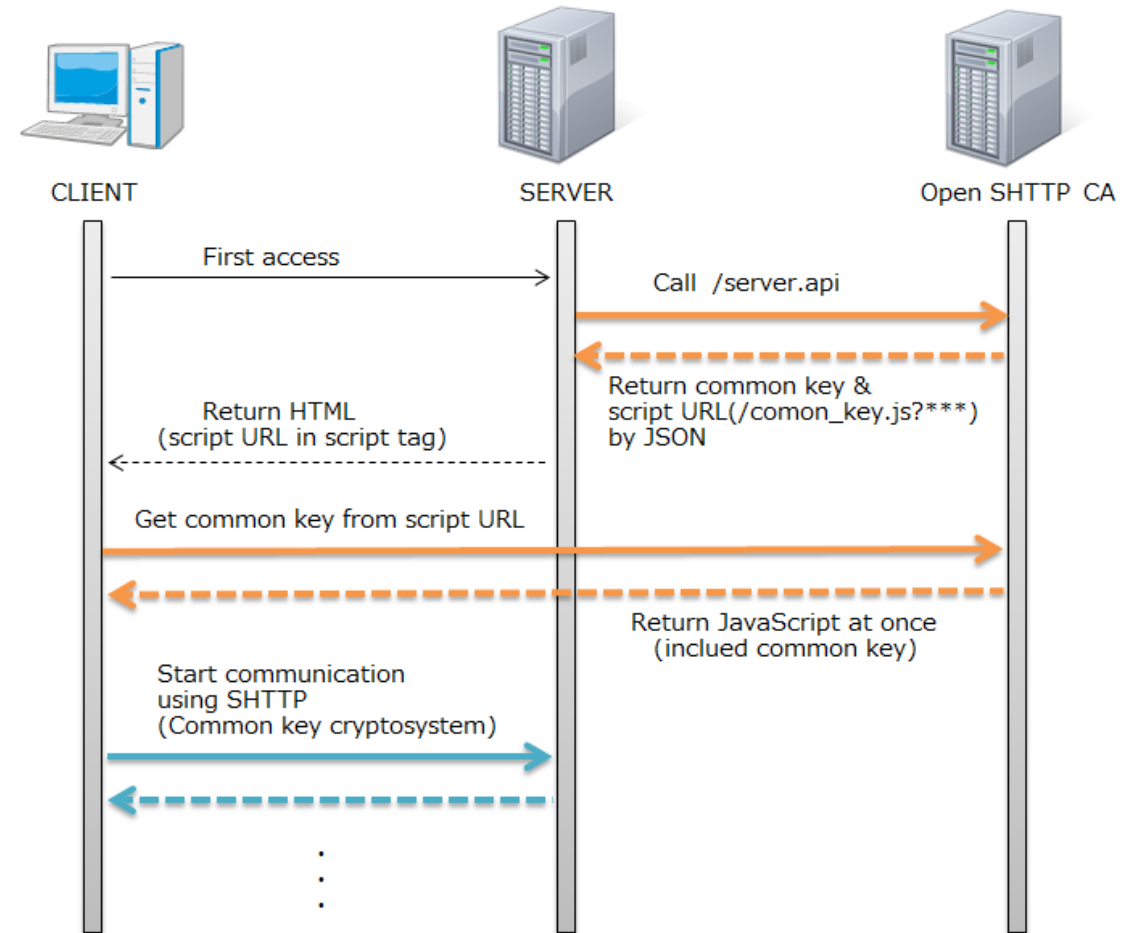 CLIENT
SERVER
Open SHTTP CA
First access
Call /server.api
Return common key &
script URL(/comon_key.js?***)
by JSON
Return HTML
(script URL in script tag)
Get common key from script URL
Return JavaScript at once
(inclued common key)
Start communication
using SHTTP
(Common key cryptosystem)